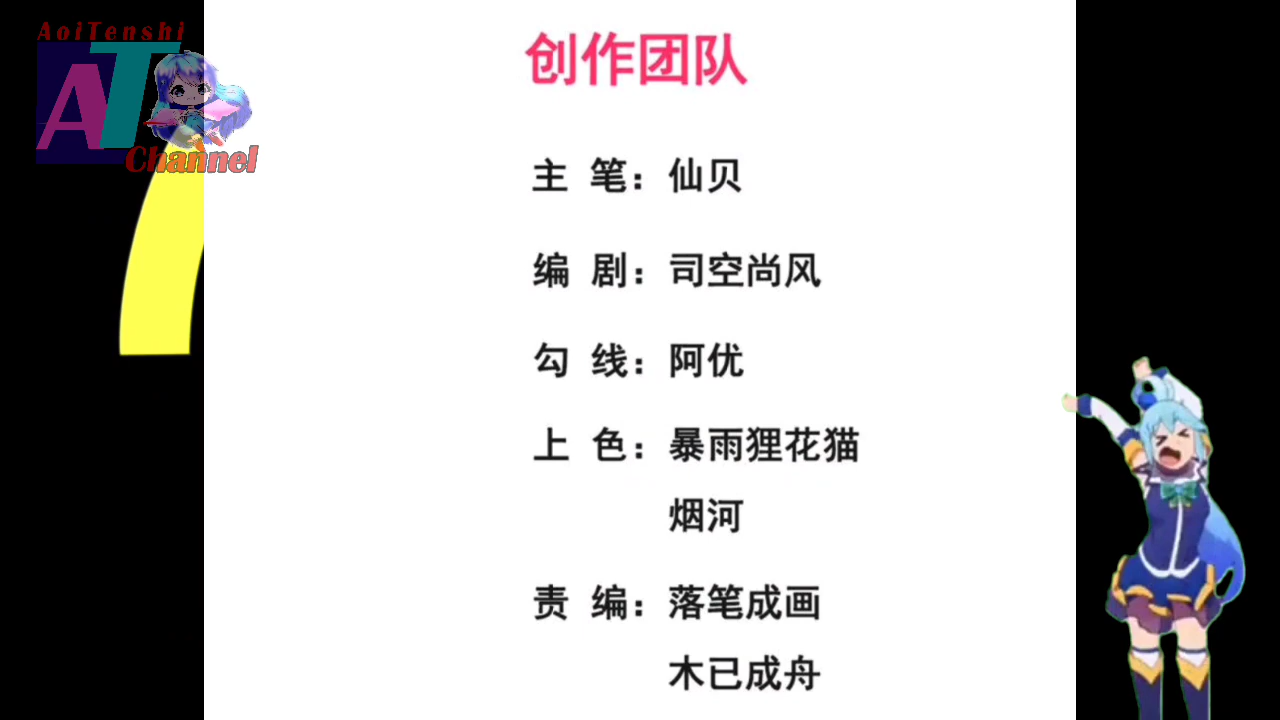 AoiTenshi
AT
Channel
创作团队
主 笔：仙贝
编 剧：司空尚风
勾 线：阿优
上 色：暴雨狸花猫
烟河
责 编：落笔成画
木已成舟